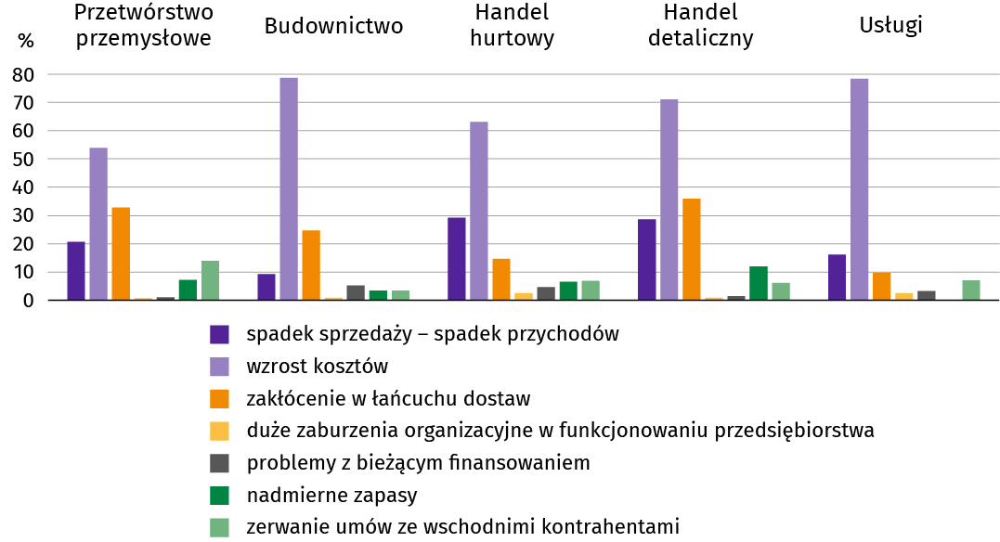 Przetwórstwo
przemysłowe
Budownictwo
Handel
hurtowy
Handel
detaliczny
Usługi
%
80
70
60
50
40
30
20
10
0
spadek sprzedaży – spadek przychodów
wzrost kosztów
zakłócenie w łańcuchu dostaw
duże zaburzenia organizacyjne w funkcjonowaniu przedsiębiorstwa
problemy z bieżącym finansowaniem
nadmierne zapasy
zerwanie umów ze wschodnimi kontrahentami